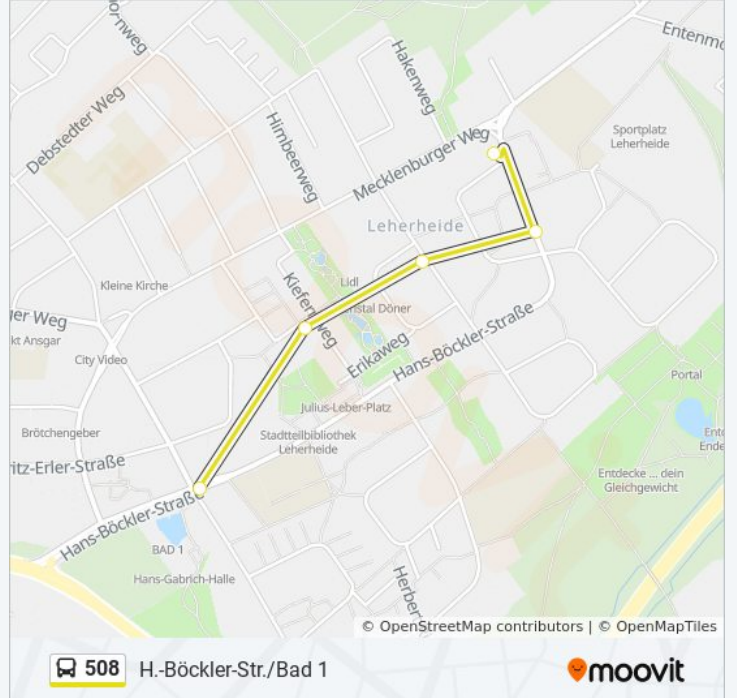 Entenmo
Hakenweg
Debstedter Weg
Himbeerweg
Mecklenburger Weg
Sportplatz
Leherheide
Leherheide
Kleine Kirche
Lidl
Kiefernweg
er Weg
kt Ansgar
City Video
Erikaweg
Hans-Böckler-Straße
Portal
Julius-Leber-Platz
Brötchengeber
Stadtteilbibliothek
Leherheide
itz-Erler-Straße
Entdecke ... dein
Gleichgewicht
Hans-Böckler-Straße
BAD 1
Hans-Gabrich-Halle
Herber
© OpenStreetMap contributors | © OpenMapTiles
508 H.-Böckler-Str./Bad 1
moovit